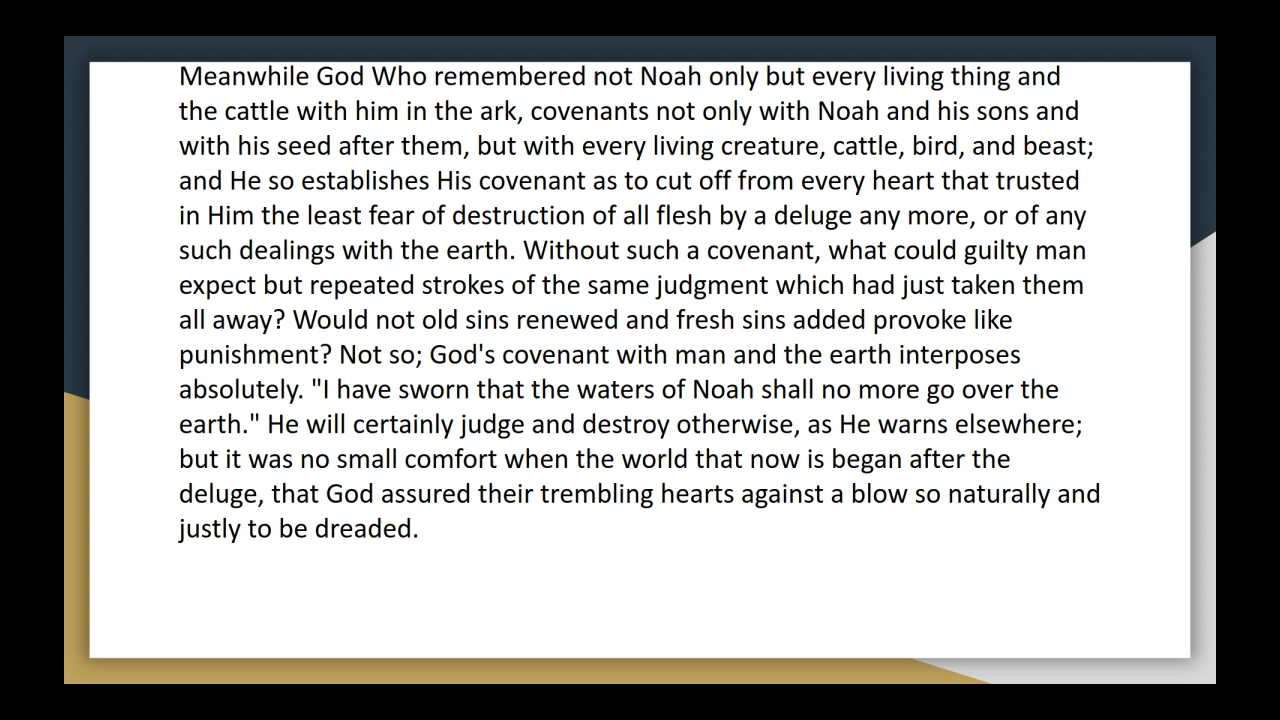 Meanwhile God Who remembered not Noah only but every living thing and
the cattle with him in the ark, covenants not only with Noah and his sons and
with his seed after them, but with every living creature, cattle, bird, and beast;
and He so establishes His covenant as to cut off from every heart that trusted
in Him the least fear of destruction of all flesh by a deluge any more, or of any
such dealings with the earth. Without such a covenant, what could guilty man
expect but repeated strokes of the same judgment which had just taken them
all away? Would not old sins renewed and fresh sins added provoke like
punishment? Not so; God's covenant with man and the earth interposes
absolutely. "I have sworn that the waters of Noah shall no more go over the
earth." He will certainly judge and destroy otherwise, as He warns elsewhere;
but it was no small comfort when the world that now is began after the
deluge, that God assured their trembling hearts against a blow so naturally and
justly to be dreaded.